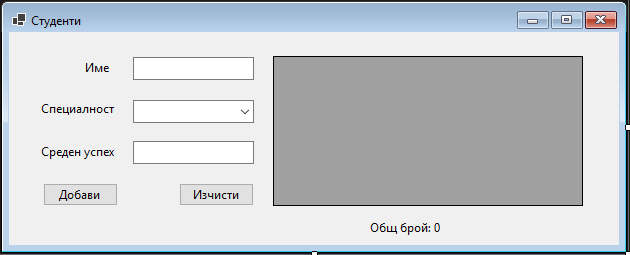 Студенти
Име
Специалност
Среден успех
Добави
Изчисти
Общ брой: 0